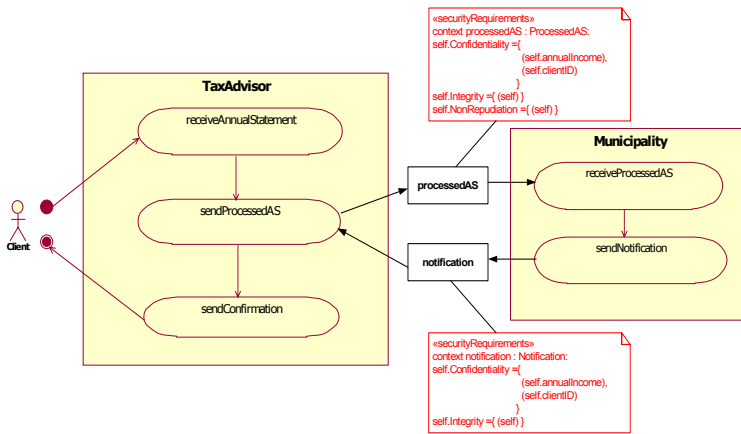 «securityRequirements»
context processedAS : ProcessedAS:
self.Confidentiality ={
(self.annualIncome),
(self.clientID)
}
self.Integrity ={ (self) }
self.NonRepudiation ={ (self) }
TaxAdvisor
receiveAnnualStatement
Municipality
processedAS
receiveProcessedAS
sendProcessedAS
Client
notification
sendNotification
sendConfirmation
«securityRequirements»
context notification : Notification:
self.Confidentiality ={
(self.annualIncome),
(self.clientID)
}
self.Integrity ={ (self) }